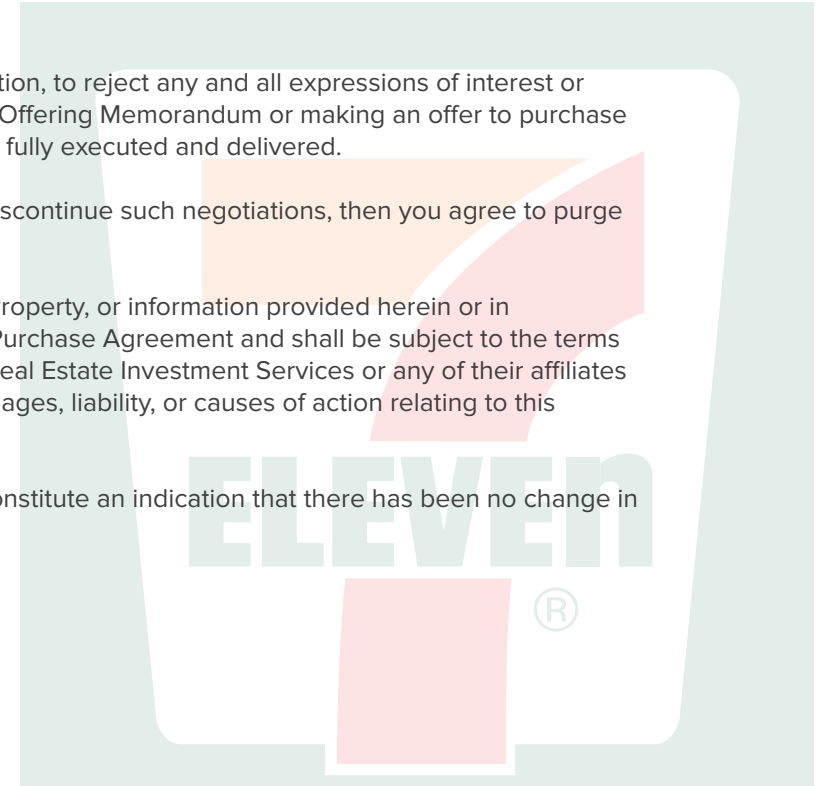 tion, to reject any and all expressions of interest or
Offering Memorandum or making an offer to purchase
fully executed and delivered.
scontinue such negotiations, then you agree to purge
roperty, or information provided herein or in
Purchase Agreement and shall be subject to the terms
eal Estate Investment Services or any of their affiliates
ages, liability, or causes of action relating to this
onstitute an indication that there has been no change in
7
ELEVEn
®